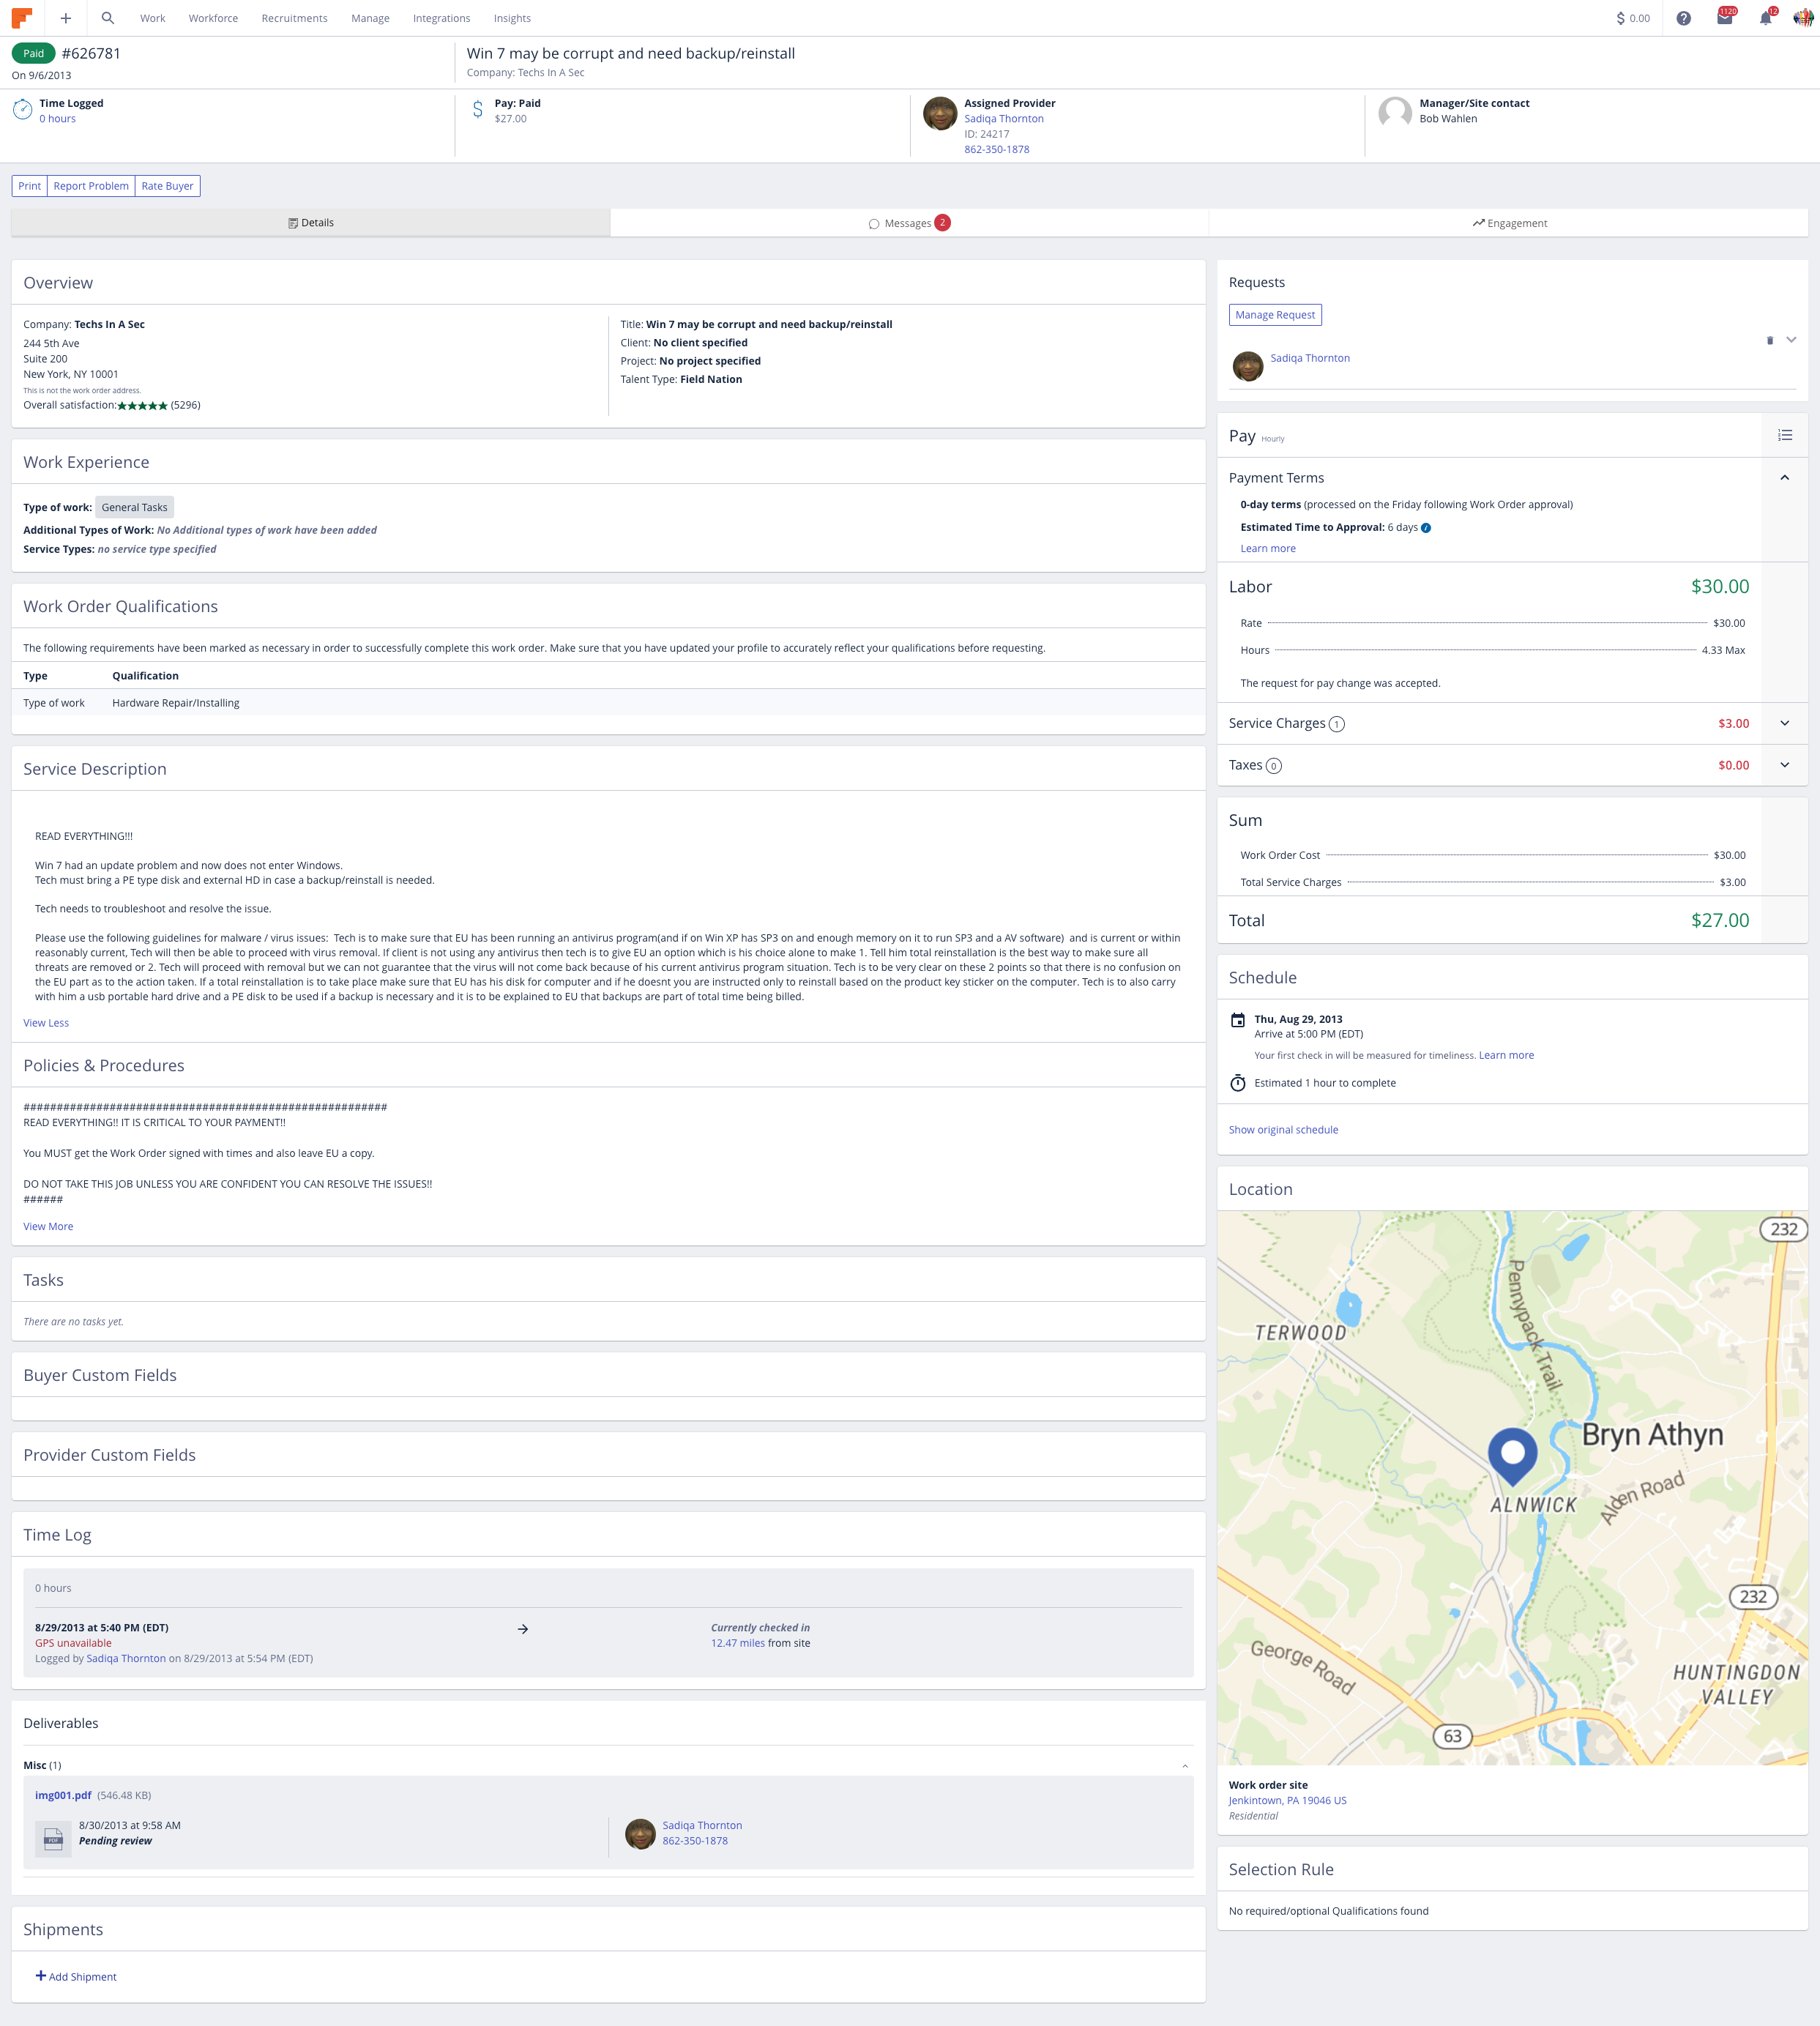 Work Workforce Recruitments Manage Integrations Insights $ 0.00 1120 12
Paid #626781
On 9/6/2013
Win 7 may be corrupt and need backup/reinstall
Company: Techs In A Sec
Time Logged
0 hours
Pay: Paid
$27.00
Assigned Provider
Sadiqa Thornton
ID: 24217
862-350-1878
Manager/Site contact
Bob Wahlen
Print Report Problem Rate Buyer
Details Messages 2 Engagement
Overview
Company: Techs In A Sec
244 5th Ave
Suite 200
New York, NY 10001
This is not the work order address.
Overall satisfaction:★★★★★ (5296)
Title: Win 7 may be corrupt and need backup/reinstall
Client: No client specified
Project: No project specified
Talent Type: Field Nation
Work Experience
Type of work: General Tasks
Additional Types of Work: No Additional types of work have been added
Service Types: no service type specified
Work Order Qualifications
The following requirements have been marked as necessary in order to successfully complete this work order. Make sure that you have updated your profile to accurately reflect your qualifications before requesting.
Type Qualification
Type of work Hardware Repair/Installing
Service Description
READ EVERYTHING!!!
Win 7 had an update problem and now does not enter Windows.
Tech must bring a PE type disk and external HD in case a backup/reinstall is needed.
Tech needs to troubleshoot and resolve the issue.
Please use the following guidelines for malware / virus issues:  Tech is to make sure that EU has been running an antivirus program(and if on Win XP has SP3 on and enough memory on it to run SP3 and a AV software)  and is current or within
reasonably current, Tech will then be able to proceed with virus removal. If client is not using any antivirus then tech is to give EU an option which is his choice alone to make 1. Tell him total reinstallation is the best way to make sure all
threats are removed or 2. Tech will proceed with removal but we can not guarantee that the virus will not come back because of his current antivirus program situation. Tech is to be very clear on these 2 points so that there is no confusion on
the EU part as to the action taken. If a total reinstallation is to take place make sure that EU has his disk for computer and if he doesnt you are instructed only to reinstall based on the product key sticker on the computer. Tech is to also carry
with him a usb portable hard drive and a PE disk to be used if a backup is necessary and it is to be explained to EU that backups are part of total time being billed.
View Less
Policies & Procedures
#######################################################
READ EVERYTHING!! IT IS CRITICAL TO YOUR PAYMENT!!
You MUST get the Work Order signed with times and also leave EU a copy.
DO NOT TAKE THIS JOB UNLESS YOU ARE CONFIDENT YOU CAN RESOLVE THE ISSUES!!
######
View More
Tasks
There are no tasks yet.
Buyer Custom Fields
Provider Custom Fields
Time Log
0 hours
8/29/2013 at 5:40 PM (EDT)
GPS unavailable
Logged by Sadiqa Thornton on 8/29/2013 at 5:54 PM (EDT)
Currently checked in
12.47 miles from site
Deliverables
Misc (1)
img001.pdf (546.48 KB)
PDF
8/30/2013 at 9:58 AM
Pending review
Sadiqa Thornton
862-350-1878
Shipments
Add Shipment
Requests
Manage Request
Sadiqa Thornton
Pay Hourly
Payment Terms
0-day terms (processed on the Friday following Work Order approval)
Estimated Time to Approval: 6 days
Learn more
Labor $30.00
Rate $30.00
Hours 4.33 Max
The request for pay change was accepted.
Service Charges 1 $3.00
Taxes 0 $0.00
Sum
Work Order Cost $30.00
Total Service Charges $3.00
Total $27.00
Schedule
Thu, Aug 29, 2013
Arrive at 5:00 PM (EDT)
Your first check in will be measured for timeliness. Learn more
Estimated 1 hour to complete
Show original schedule
Location
232
Pennypack Trail
TERWOOD
Bryn Athyn
ALNWICK
Alden Road
232
George Road
HUNTINGDON
VALLEY
63
Work order site
Jenkintown, PA 19046 US
Residential
Selection Rule
No required/optional Qualifications found